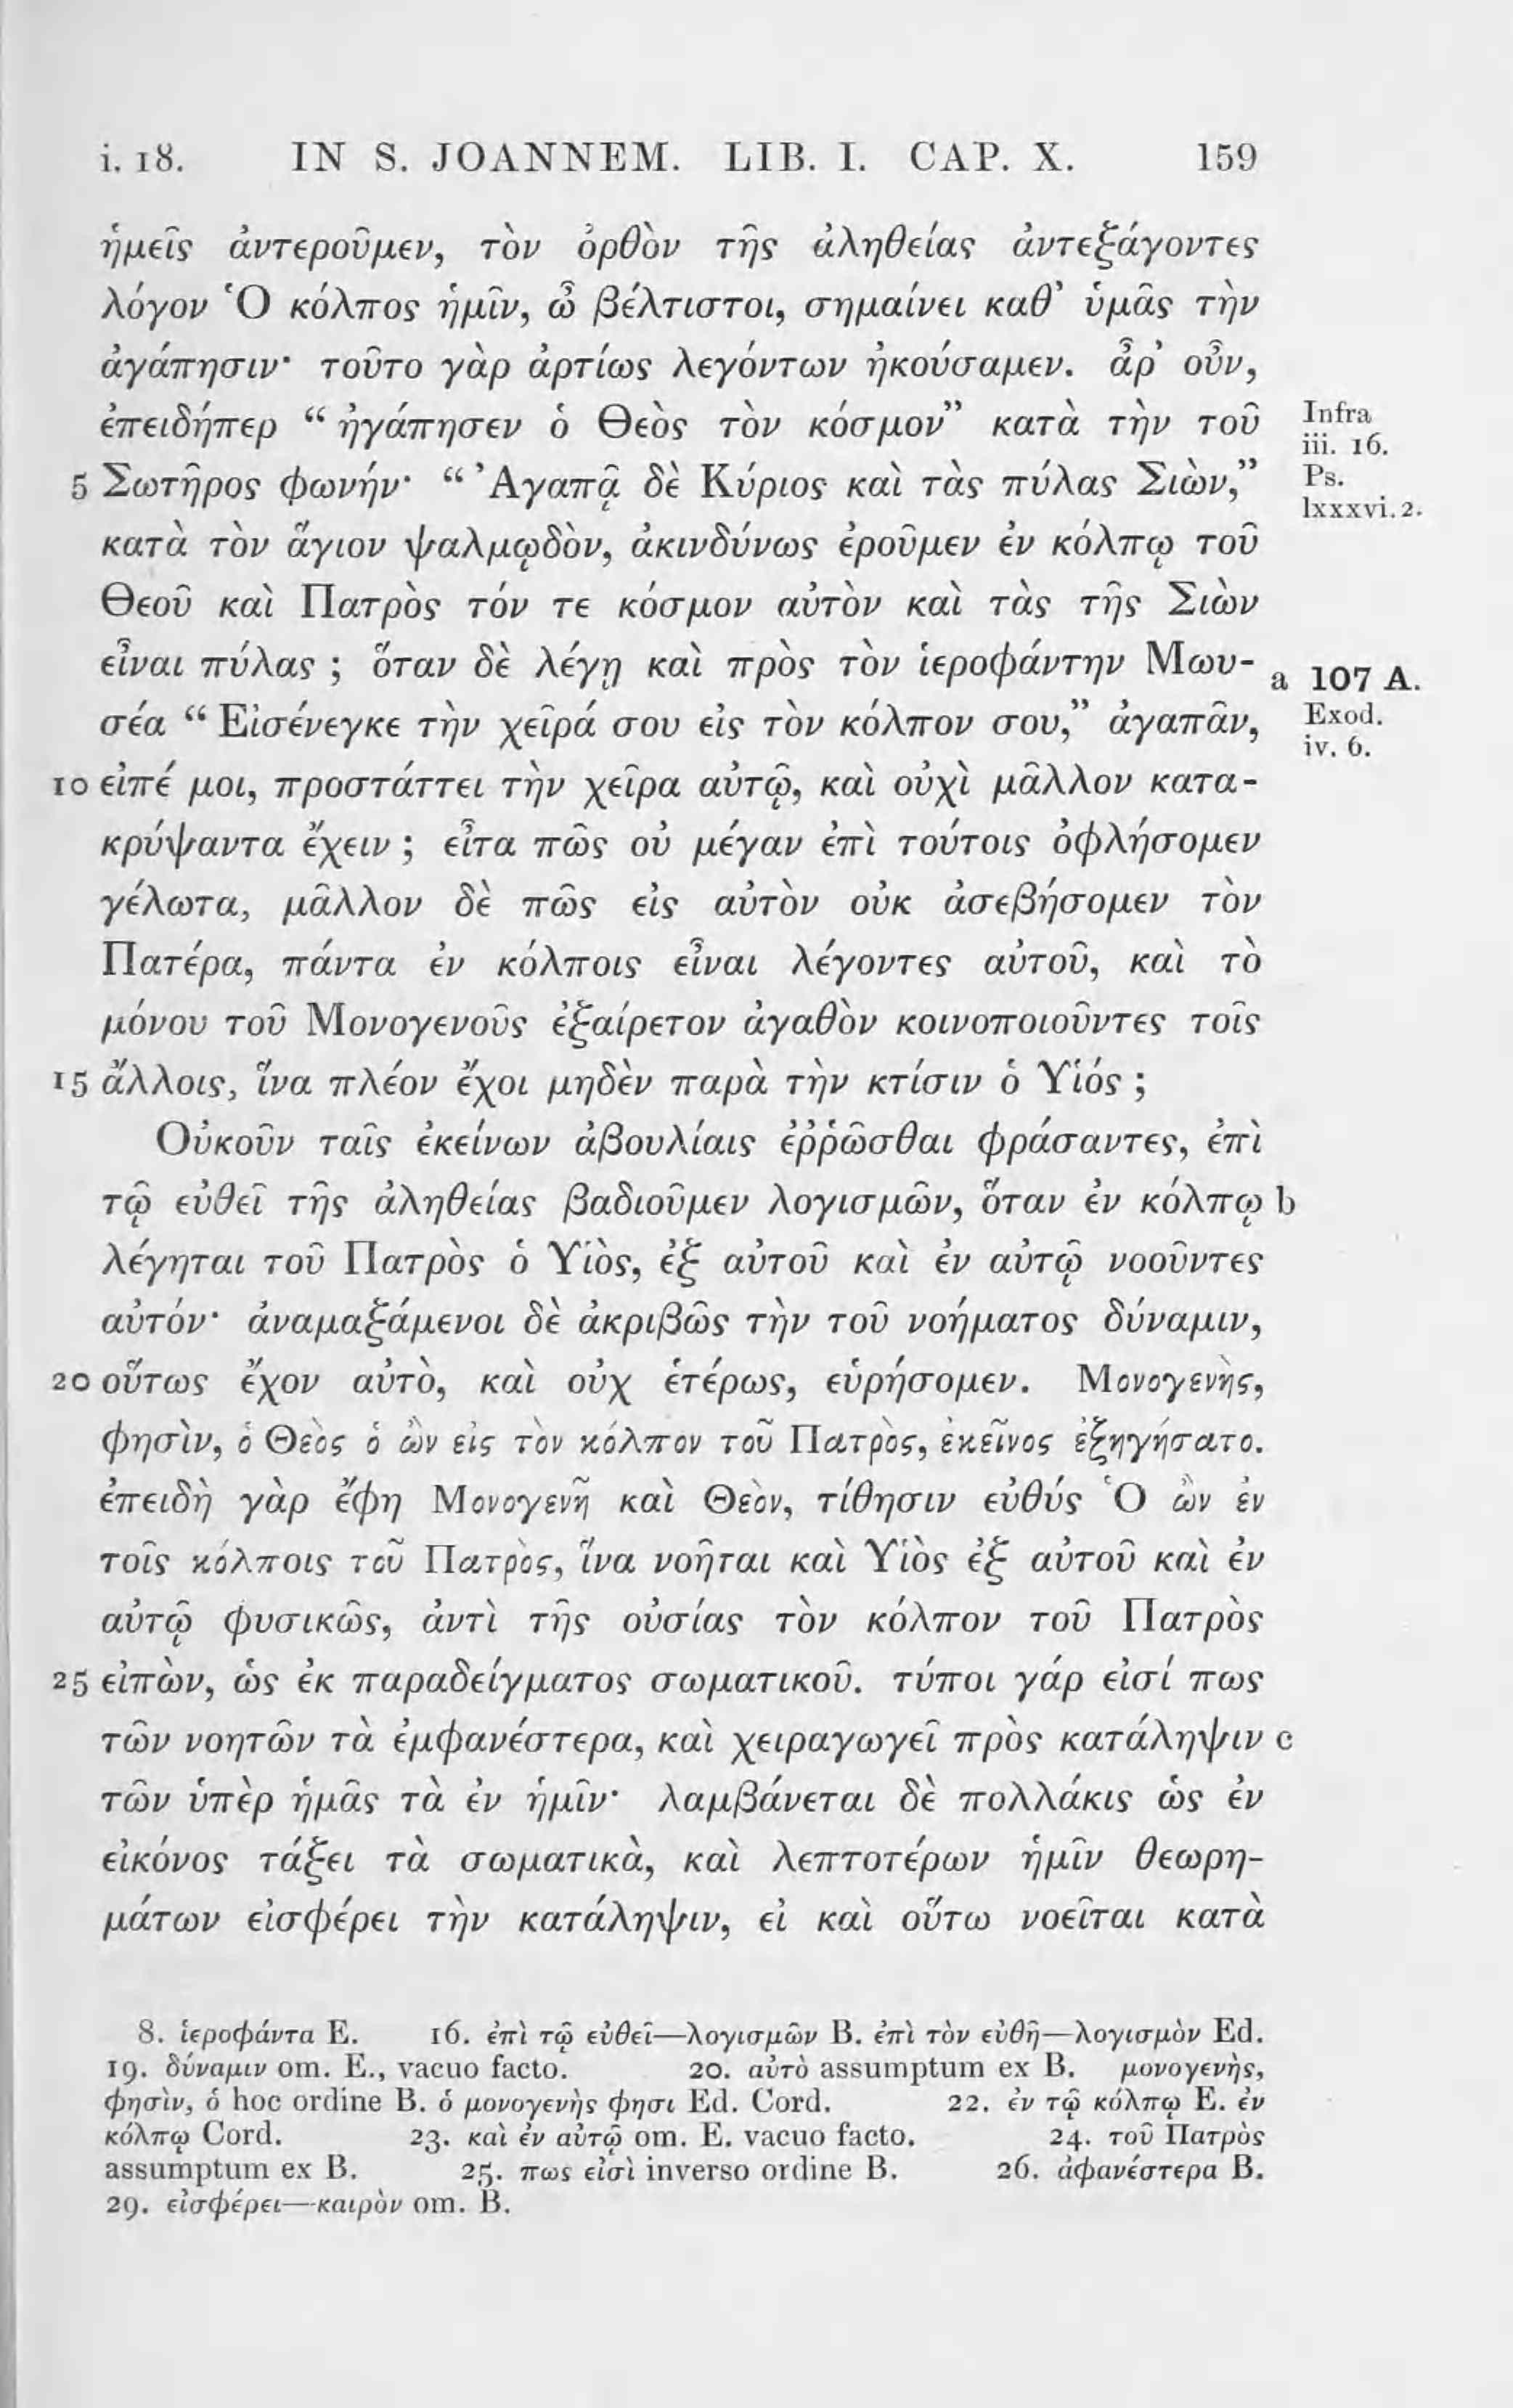 i. 18. IN S. JOANNEM. LIB. I. CAP. X. 159
ἡμεῖς ἀντεροῦμεν, τὸν ὀρθὸν τῆς ἀληθείας ἀντεξάγοντες
λόγον Ὁ κόλπος ἡμῖν, ὦ βέλτιστοι, σημαίνει καθ’ ὑμᾶς τὴν
ἀγάπησιν· τοῦτο γὰρ ἀρτίως λεγόντων ἠκούσαμεν. ἆρ’ οὖν,
ἐπειδήπερ “ ἠγάπησεν ὁ Θεὸς τὸν κόσμον” κατὰ τὴν τοῦ
Infra
iii. 16.
5 Σωτῆρος φωνήν· “ Ἀγαπᾷ δὲ Κύριος καὶ τὰς πύλας Σιὼν,”
Ps.
lxxxvi. 2.
κατὰ τὸν ἅγιον ψαλμῳδὸν, ἀκινδύνως ἐροῦμεν ἐν κόλπῳ τοῦ
Θεοῦ καὶ Πατρὸς τόν τε κόσμον αὐτὸν καὶ τὰς τῆς Σιὼν
εἶναι πύλας ; ὅταν δὲ λέγῃ καὶ πρὸς τὸν ἱεροφάντην Μωυ-
a 107 A.
σέα “ Εἰσένεγκε τὴν χεῖρά σου εἰς τὸν κόλπον σου,” ἀγαπᾶν,
Exod.
iv. 6.
10 εἰπέ μοι, προστάττει τὴν χεῖρα αὐτῷ, καὶ οὐχὶ μᾶλλον κατα-
κρύψαντα ἔχειν ; εἶτα πῶς οὐ μέγαν ἐπὶ τούτοις ὀφλήσομεν
γέλωτα, μᾶλλον δὲ πῶς εἰς αὐτὸν οὐκ ἀσεβήσομεν τὸν
Πατέρα, πάντα ἐν κόλποις εἶναι λέγοντες αὐτοῦ, καὶ τὸ
μόνου τοῦ Μονογενοῦς ἐξαίρετον ἀγαθὸν κοινοποιοῦντες τοῖς
15 ἄλλοις, ἵνα πλέον ἔχοι μηδὲν παρὰ τὴν κτίσιν ὁ Υἱός ;
Οὐκοῦν ταῖς ἐκείνων ἀβουλίαις ἐῤῥῶσθαι φράσαντες, ἐπὶ
τῷ εὐθεῖ τῆς ἀληθείας βαδιοῦμεν λογισμῶν, ὅταν ἐν κόλπῳ b
λέγηται τοῦ Πατρὸς ὁ Υἱὸς, ἐξ αὐτοῦ καὶ ἐν αὐτῷ νοοῦντες
αὐτόν· ἀναμαξάμενοι δὲ ἀκριβῶς τὴν τοῦ νοήματος δύναμιν,
20 οὕτως ἔχον αὐτὸ, καὶ οὐχ ἑτέρως, εὑρήσομεν. Μονογενὴς,
φησὶν, ὁ Θεὸς ὁ ὢν εἰς τὸν κόλπον τοῦ Πατρὸς, ἐκεῖνος ἐξηγήσατο.
ἐπειδὴ γὰρ ἔφη Μονογενῆ καὶ Θεὸν, τίθησιν εὐθύς Ὁ ὢν ἐν
τοῖς κόλποις τοῦ Πατρὸς, ἵνα νοῆται καὶ Υἱὸς ἐξ αὐτοῦ καὶ ἐν
αὐτῷ φυσικῶς, ἀντὶ τῆς οὐσίας τὸν κόλπον τοῦ Πατρὸς
25 εἰπὼν, ὡς ἐκ παραδείγματος σωματικοῦ. τύποι γάρ εἰσί πως
τῶν νοητῶν τὰ ἐμφανέστερα, καὶ χειραγωγεῖ πρὸς κατάληψιν c
τῶν ὑπὲρ ἡμᾶς τὰ ἐν ἡμῖν· λαμβάνεται δὲ πολλάκις ὡς ἐν
εἰκόνος τάξει τὰ σωματικὰ, καὶ λεπτοτέρων ἡμῖν θεωρη-
μάτων εἰσφέρει τὴν κατάληψιν, εἰ καὶ οὕτω νοεῖται κατὰ
8. ἱεροφάντα E. 16. ἐπὶ τῷ εὐθεῖ—λογισμῶν B. ἐπὶ τὸν εὐθῆ—λογισμὸν Ed.
19. δύναμιν om. E., vacuo facto. 20. αὐτὸ assumptum ex B. μονογενὴς,
φησὶν, ὁ hoc ordine B. ὁ μονογενὴς φησι Ed. Cord. 22. ἐν τῷ κόλπῳ E. ἐν
κόλπῳ Cord. 23. καὶ ἐν αὐτῷ om. E. vacuo facto. 24. τοῦ Πατρὸς
assumptum ex B. 25. πως εἰσὶ inverso ordine B. 26. ἀφανέστερα B.
29. εἰσφέρει—καιρὸν om. B.